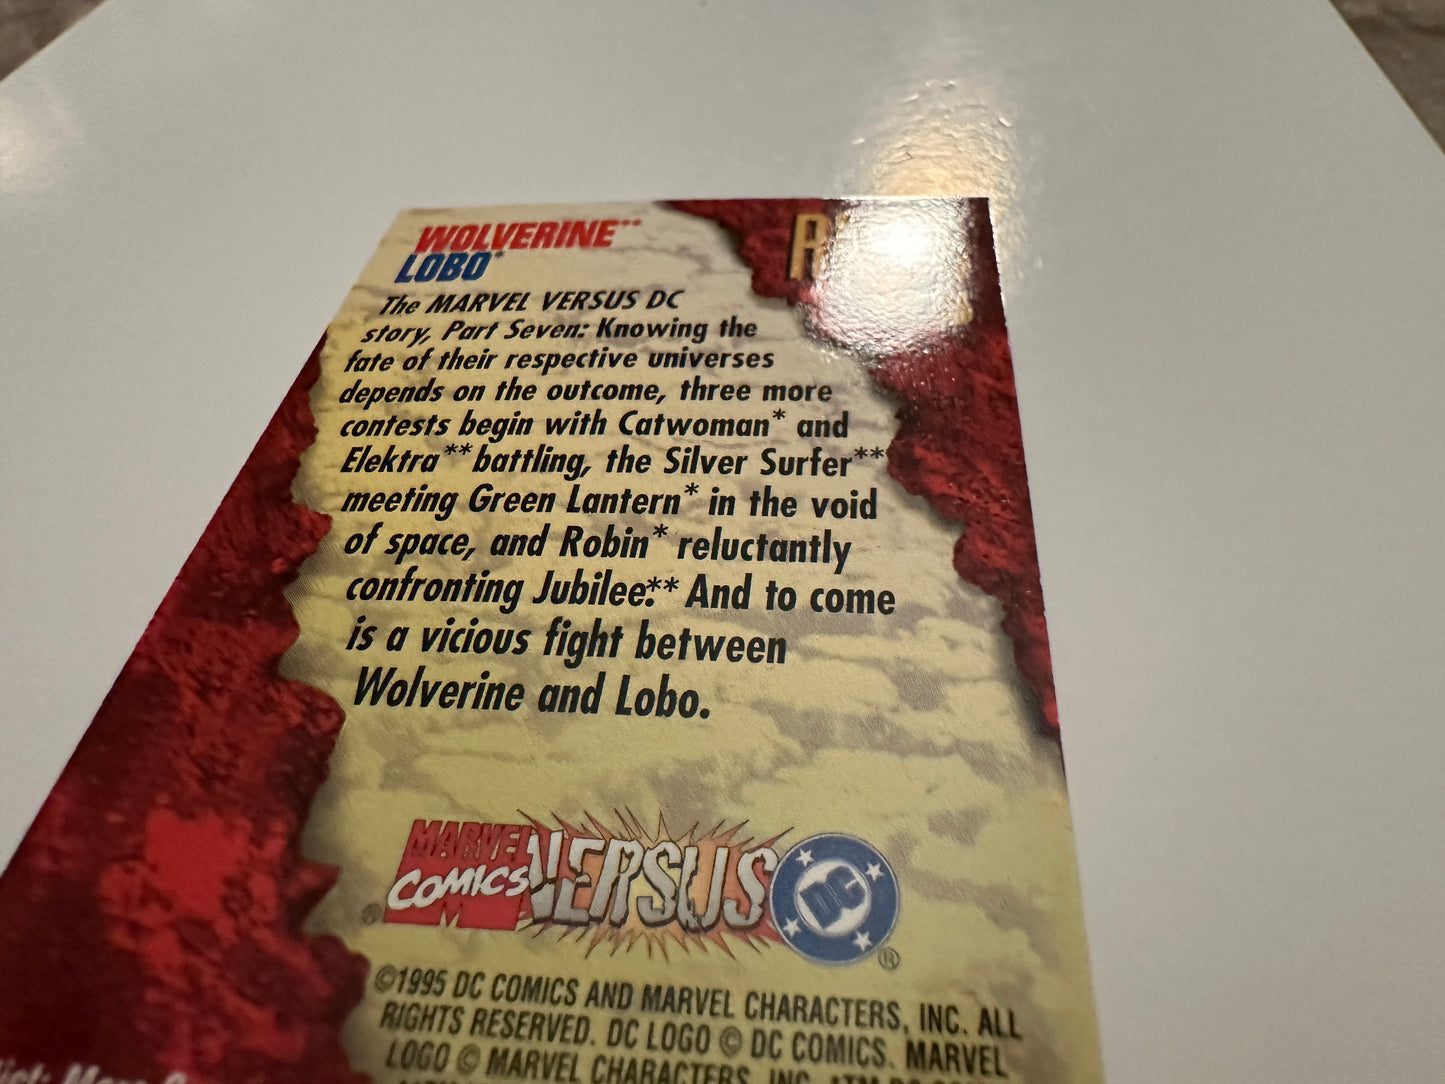 WOLVERINE**
LOBO*
The MARVEL VERSUS DC
story, Part Seven: Knowing the
fate of their respective universes
depends on the outcome, three more
contests begin with Catwoman* and
Elektra** battling, the Silver Surfer**
meeting Green Lantern* in the void
of space, and Robin* reluctantly
confronting Jubilee.** And to come
is a vicious fight between
Wolverine and Lobo.
MARVEL
COMICS VERSUS DC
®
®
©1995 DC COMICS AND MARVEL CHARACTERS, INC. ALL
RIGHTS RESERVED. DC LOGO © DC COMICS. MARVEL
LOGO © MARVEL CHARACTERS, INC.